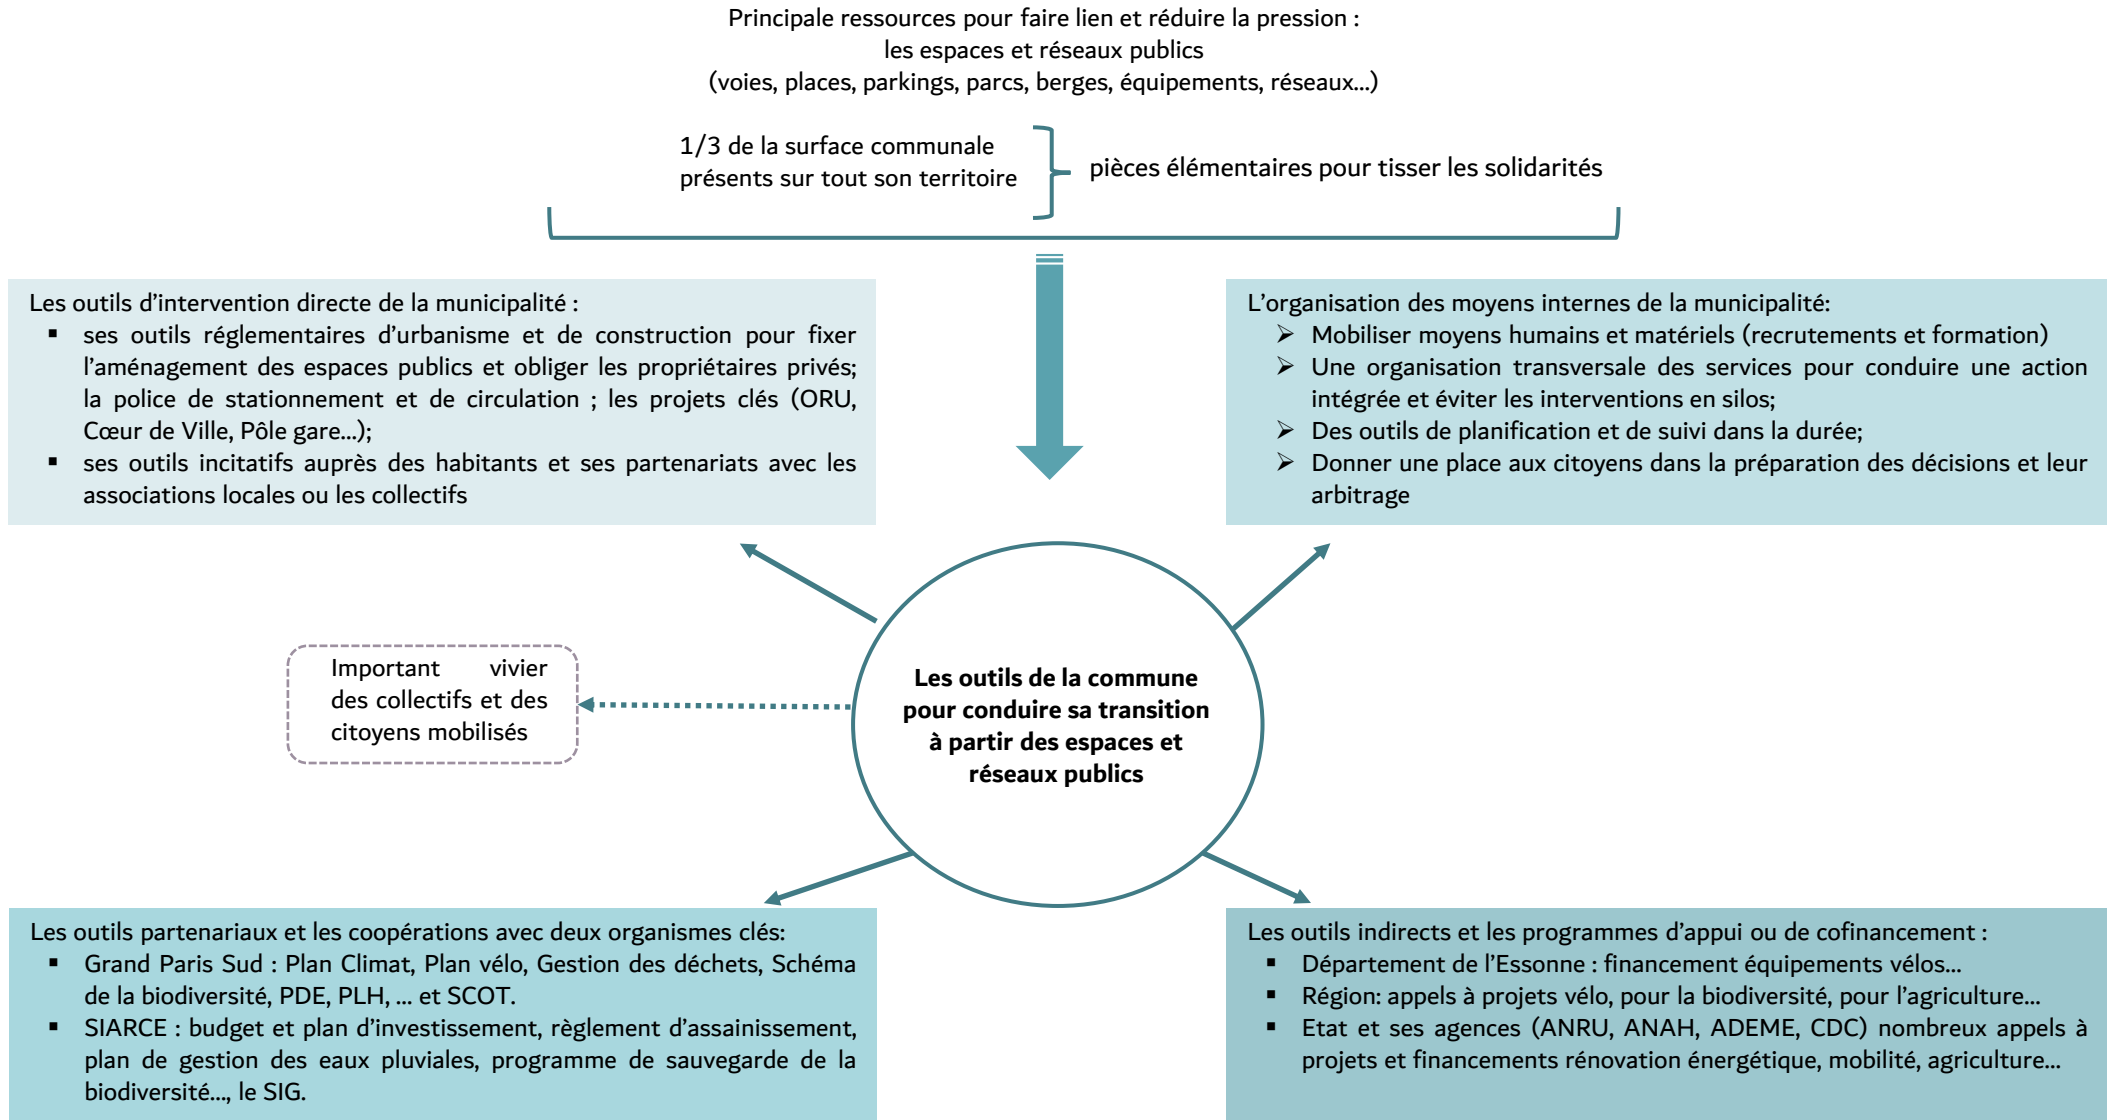 Principale ressources pour faire lien et réduire la pression :
les espaces et réseaux publics
(voies, places, parkings, parcs, berges, équipements, réseaux...)
1/3 de la surface communale
présents sur tout son territoire
pièces élémentaires pour tisser les solidarités
Les outils d'intervention directe de la municipalité :
▪ ses outils réglementaires d'urbanisme et de construction pour fixer
l'aménagement des espaces publics et obliger les propriétaires privés;
la police de stationnement et de circulation ; les projets clés (ORU,
Cœur de Ville, Pôle gare...);
▪ ses outils incitatifs auprès des habitants et ses partenariats avec les
associations locales ou les collectifs
L'organisation des moyens internes de la municipalité:
➢ Mobiliser moyens humains et matériels (recrutements et formation)
➢ Une organisation transversale des services pour conduire une action
intégrée et éviter les interventions en silos;
➢ Des outils de planification et de suivi dans la durée;
➢ Donner une place aux citoyens dans la préparation des décisions et leur
arbitrage
Important vivier
des collectifs et des
citoyens mobilisés
Les outils de la commune
pour conduire sa transition
à partir des espaces et
réseaux publics
Les outils partenariaux et les coopérations avec deux organismes clés:
▪ Grand Paris Sud : Plan Climat, Plan vélo, Gestion des déchets, Schéma
de la biodiversité, PDE, PLH, ... et SCOT.
▪ SIARCE : budget et plan d'investissement, règlement d'assainissement,
plan de gestion des eaux pluviales, programme de sauvegarde de la
biodiversité..., le SIG.
Les outils indirects et les programmes d'appui ou de cofinancement :
▪ Département de l'Essonne : financement équipements vélos...
▪ Région: appels à projets vélo, pour la biodiversité, pour l'agriculture...
▪ Etat et ses agences (ANRU, ANAH, ADEME, CDC) nombreux appels à
projets et financements rénovation énergétique, mobilité, agriculture...